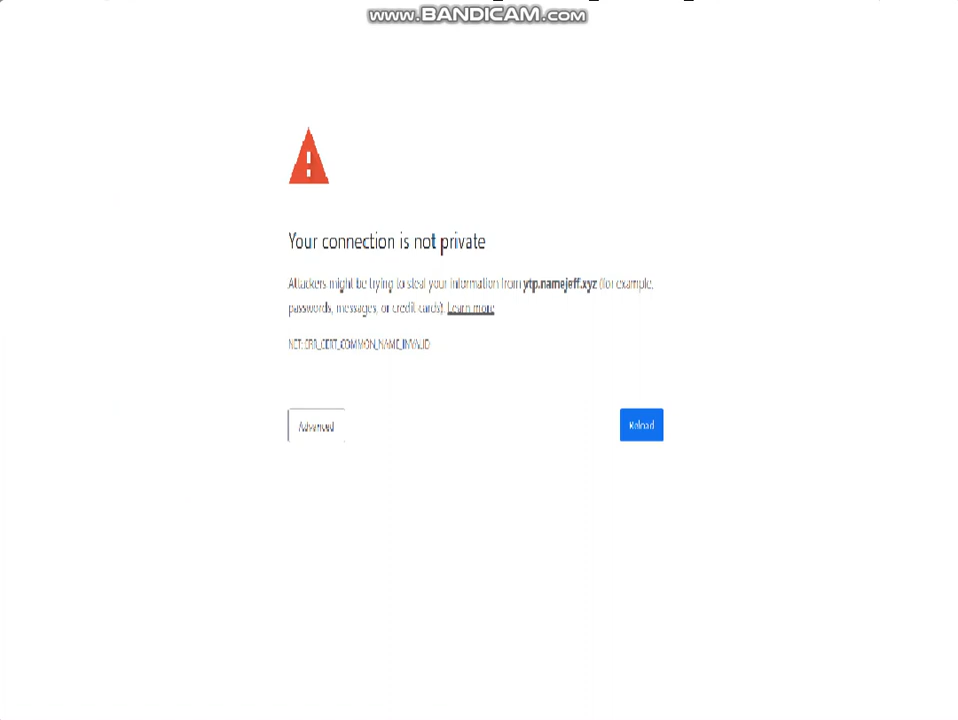 www.BANDICAM.com
Your connection is not private
Attackers might be trying to steal your information from ytp.namejeff.xyz (for example,
passwords, messages, or credit cards). Learn more
NET::ERR_CERT_COMMON_NAME_INVALID
Advanced
Reload